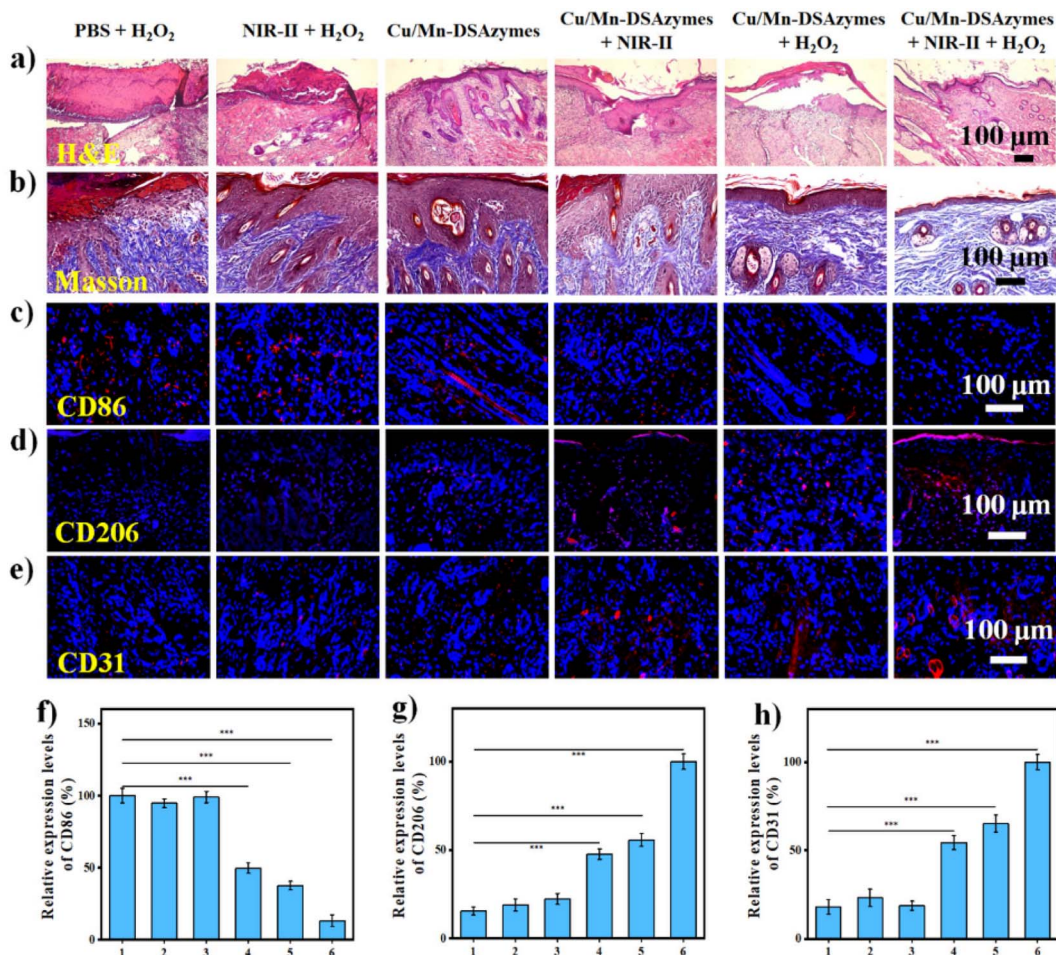 PBS + H₂O₂
NIR-II + H₂O₂
Cu/Mn-DSAzymes
Cu/Mn-DSAzymes
+ NIR-II
Cu/Mn-DSAzymes
+ H₂O₂
Cu/Mn-DSAzymes
+ NIR-II + H₂O₂
a)
H&E
100 μm
b)
Masson
100 μm
c)
CD86
100 μm
d)
CD206
100 μm
e)
CD31
100 μm
f)
Relative expression levels
of CD86 (%)
150
100
50
0
***
***
***
1 2 3 4 5 6
g)
Relative expression levels
of CD206 (%)
100
50
0
***
***
***
1 2 3 4 5 6
h)
Relative expression levels
of CD31 (%)
100
50
0
***
***
***
1 2 3 4 5 6